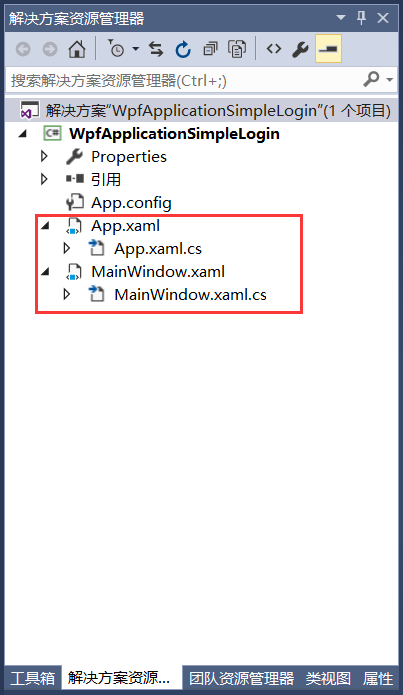 解决方案资源管理器
搜索解决方案资源管理器(Ctrl+;)
解决方案"WpfApplicationSimpleLogin"(1 个项目)
WpfApplicationSimpleLogin
Properties
引用
App.config
App.xaml
App.xaml.cs
MainWindow.xaml
MainWindow.xaml.cs
工具箱 解决方案资源... 团队资源管理器 类视图 属性